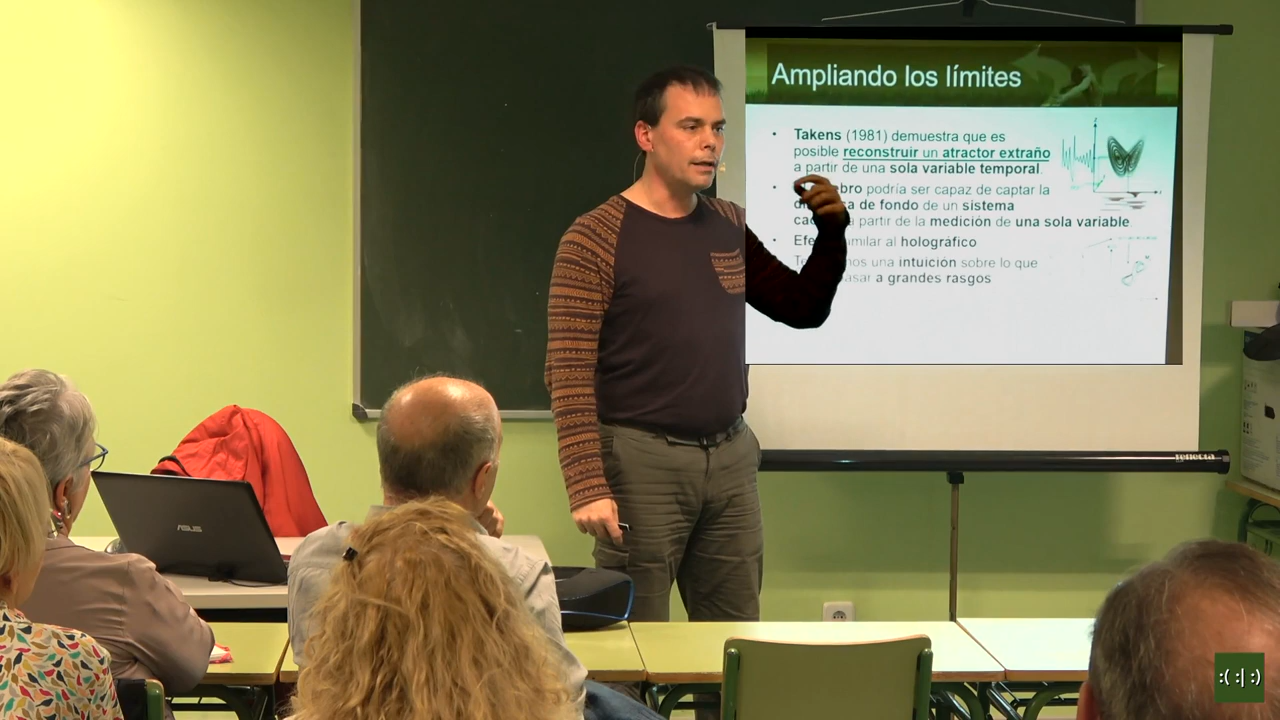 Ampliando los límites
• Takens (1981) demuestra que es
posible reconstruir un atractor extraño
a partir de una sola variable temporal.
podría ser capaz de captar la
de fondo de un sistema
a partir de la medición de una sola variable.
similar al holográfico
una intuición sobre lo que
a grandes rasgos
reflecta
ASUS
:( :| :)